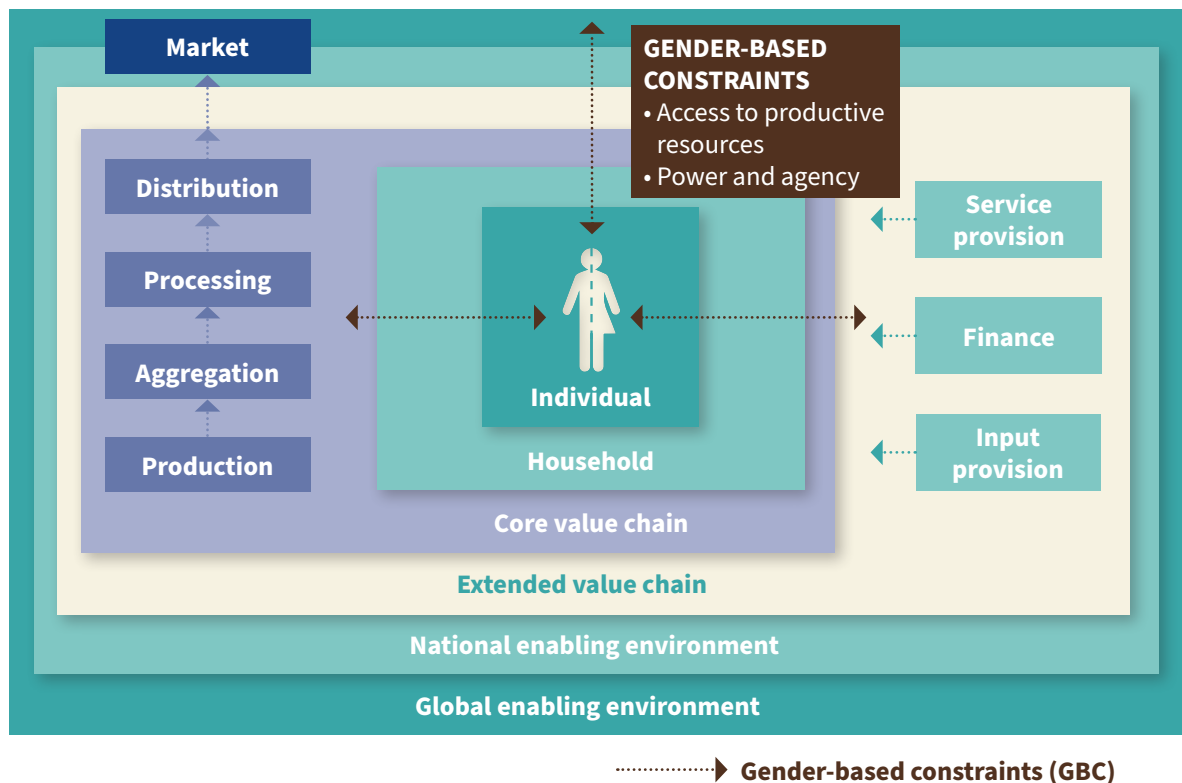 Market
GENDER-BASED
CONSTRAINTS
• Access to productive
resources
• Power and agency
Distribution
Processing
Aggregation
Production
Service
provision
Finance
Input
provision
Individual
Household
Core value chain
Extended value chain
National enabling environment
Global enabling environment
Gender-based constraints (GBC)